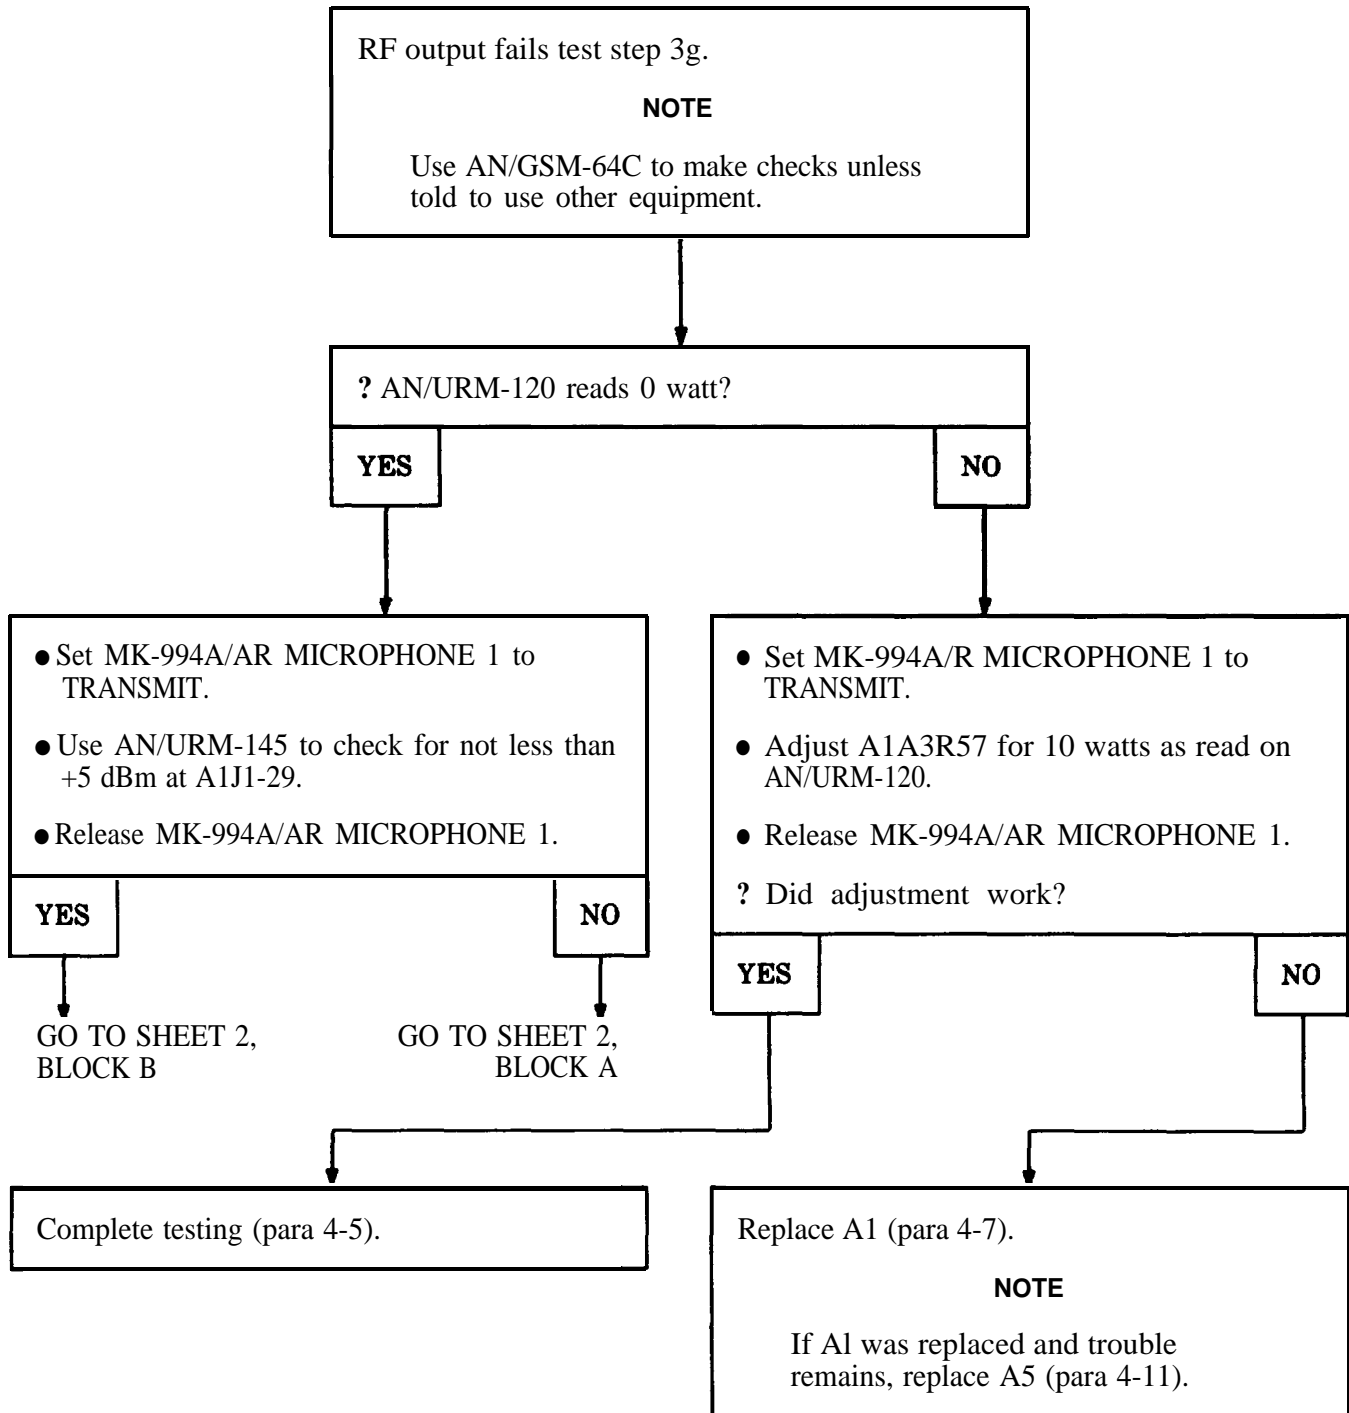 RF output fails test step 3g.
NOTE
Use AN/GSM-64C to make checks unless
told to use other equipment.
? AN/URM-120 reads 0 watt?
YES
NO
● Set MK-994A/AR MICROPHONE 1 to
TRANSMIT.
● Use AN/URM-145 to check for not less than
+5 dBm at A1J1-29.
● Release MK-994A/AR MICROPHONE 1.
YES
NO
GO TO SHEET 2,
BLOCK B
GO TO SHEET 2,
BLOCK A
● Set MK-994A/R MICROPHONE 1 to
TRANSMIT.
● Adjust A1A3R57 for 10 watts as read on
AN/URM-120.
● Release MK-994A/AR MICROPHONE 1.
? Did adjustment work?
YES
NO
Complete testing (para 4-5).
Replace A1 (para 4-7).
NOTE
If Al was replaced and trouble
remains, replace A5 (para 4-11).